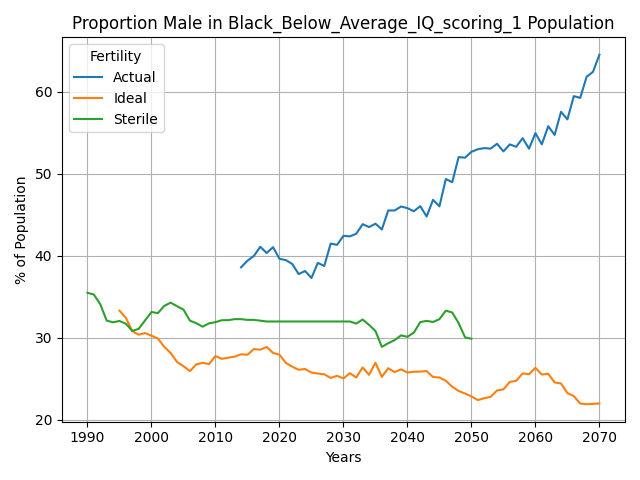 Proportion Male in Black_Below_Average_IQ_scoring_1 Population
Fertility
Actual
Ideal
Sterile
% of Population
60
50
40
30
20
1990 2000 2010 2020 2030 2040 2050 2060 2070
Years